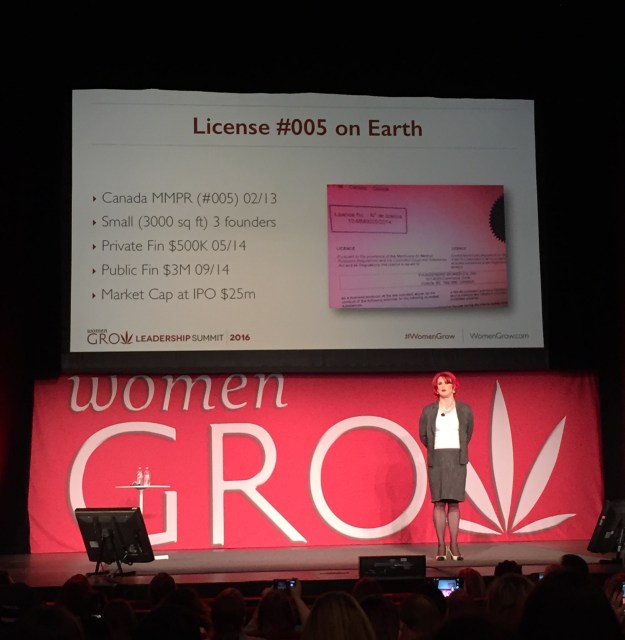 License #005 on Earth
Canada MMPR (#005) 02/13
Small (3000 sq ft) 3 founders
Private Fin $500K 05/14
Public Fin $3M 09/14
Market Cap at IPO $25m
LICENCE
women
GROW LEADERSHIP SUMMIT | 2016
#WomenGrow | WomenGrow.com
women
GROW